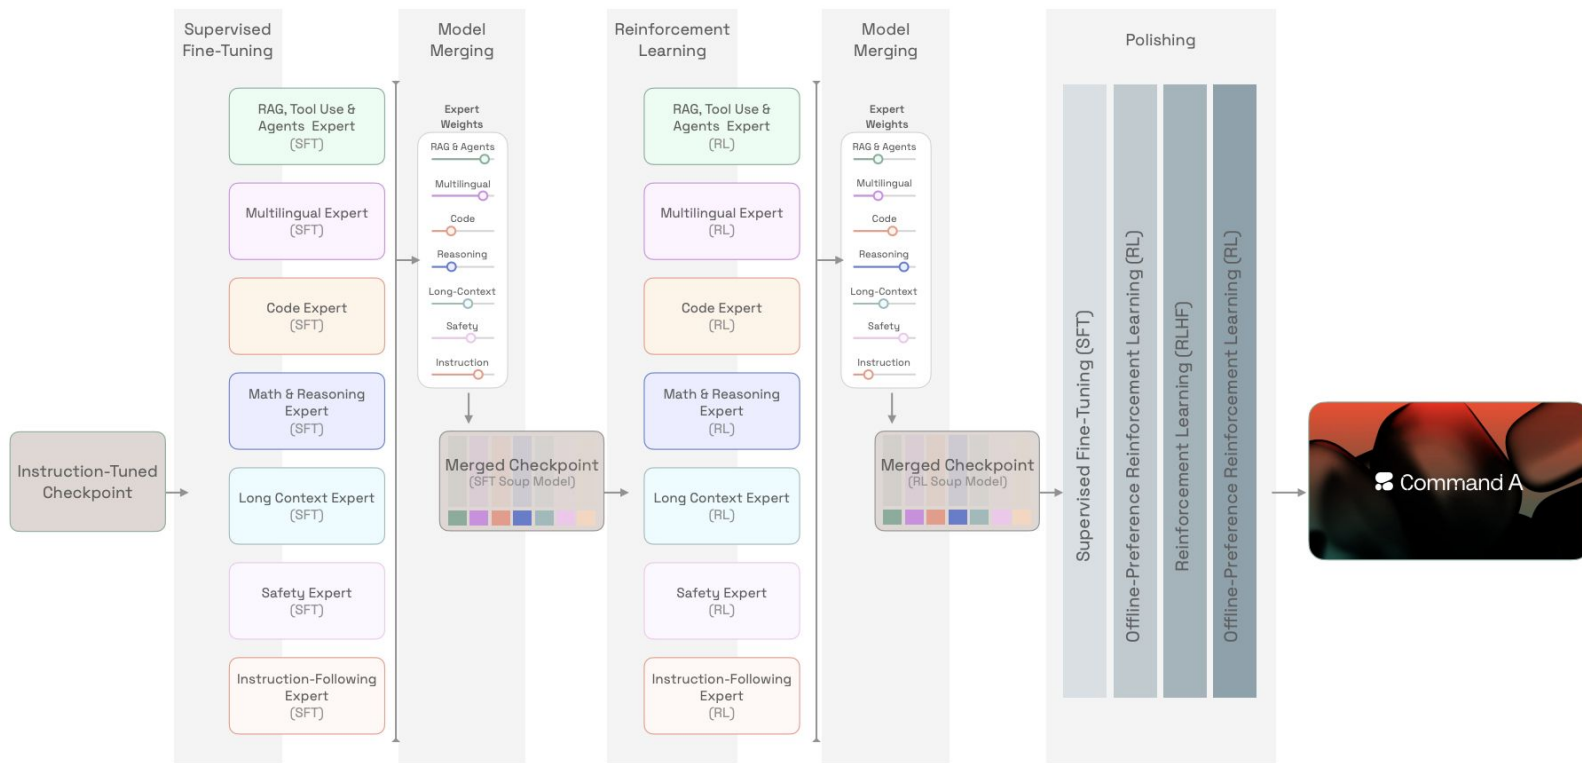 Supervised
Fine-Tuning
Model
Merging
Reinforcement
Learning
Model
Merging
Polishing
Instruction-Tuned
Checkpoint
RAG, Tool Use &
Agents Expert
(SFT)
Multilingual Expert
(SFT)
Code Expert
(SFT)
Math & Reasoning
Expert
(SFT)
Long Context Expert
(SFT)
Safety Expert
(SFT)
Instruction-Following
Expert
(SFT)
Expert
Weights
RAG & Agents
Multilingual
Code
Reasoning
Long-Context
Safety
Instruction
Merged Checkpoint
(SFT Soup Model)
RAG, Tool Use &
Agents Expert
(RL)
Multilingual Expert
(RL)
Code Expert
(RL)
Math & Reasoning
Expert
(RL)
Long Context Expert
(RL)
Safety Expert
(RL)
Instruction-Following
Expert
(RL)
Expert
Weights
RAG & Agents
Multilingual
Code
Reasoning
Long-Context
Safety
Instruction
Merged Checkpoint
(RL Soup Model)
Supervised Fine-Tuning (SFT)
Offline-Preference Reinforcement Learning (RL)
Reinforcement Learning (RLHF)
Offline-Preference Reinforcement Learning (RL)
Command A